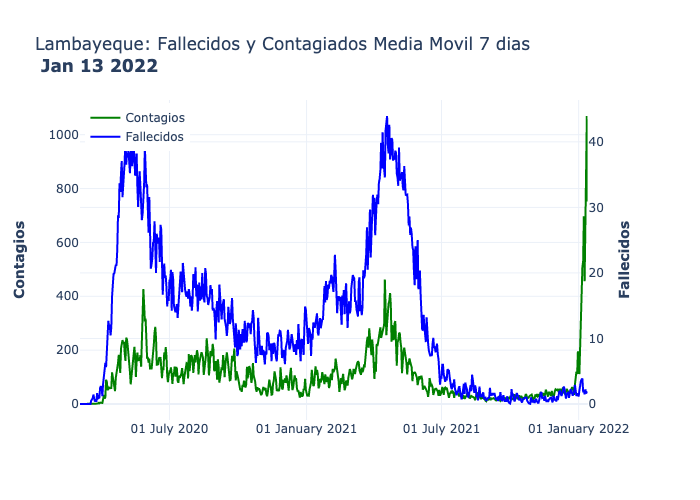 Lambayeque: Fallecidos y Contagiados Media Movil 7 dias
Jan 13 2022
Contagios
Fallecidos
1000
800
600
400
200
0
40
30
20
10
0
Contagios
Fallecidos
01 July 2020
01 January 2021
01 July 2021
01 January 2022